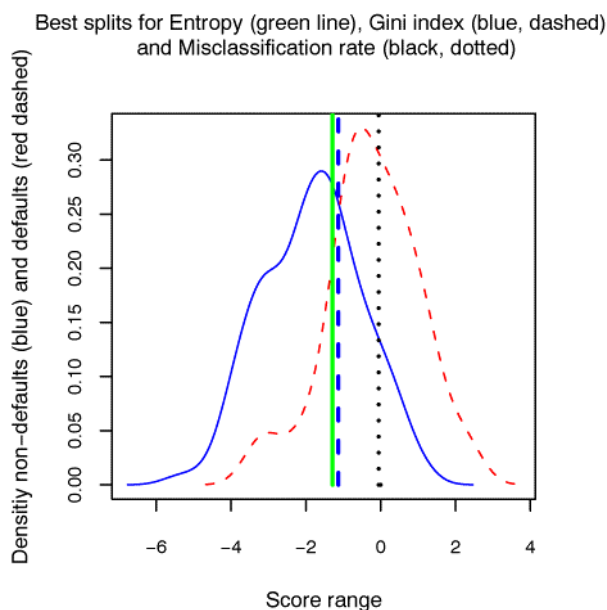 Best splits for Entropy (green line), Gini index (blue, dashed)
and Misclassification rate (black, dotted)
Densitiy non−defaults (blue) and defaults (red dashed)
0.30
0.25
0.20
0.15
0.10
0.05
0.00
−6 −4 −2 0 2 4
Score range